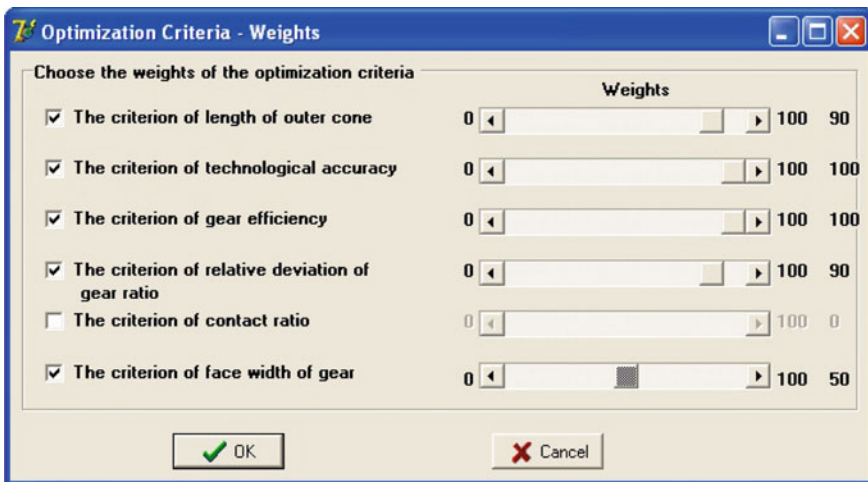 Optimization Criteria - Weights
Choose the weights of the optimization criteria
Weights
The criterion of length of outer cone 0 100 90
The criterion of technological accuracy 0 100 100
The criterion of gear efficiency 0 100 100
The criterion of relative deviation of 0 100 90
gear ratio
The criterion of contact ratio 0 100 0
The criterion of face width of gear 0 100 50
OK Cancel